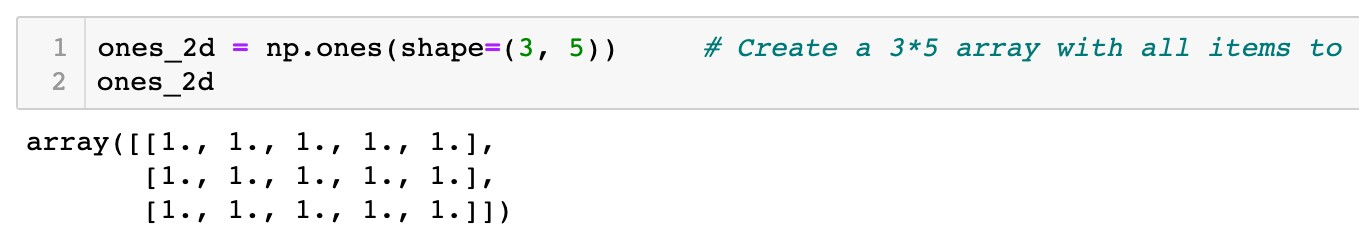 1 ones_2d = np.ones(shape=(3, 5))     # Create a 3*5 array with all items to
2 ones_2d
array([[1., 1., 1., 1., 1.],
       [1., 1., 1., 1., 1.],
       [1., 1., 1., 1., 1.]])